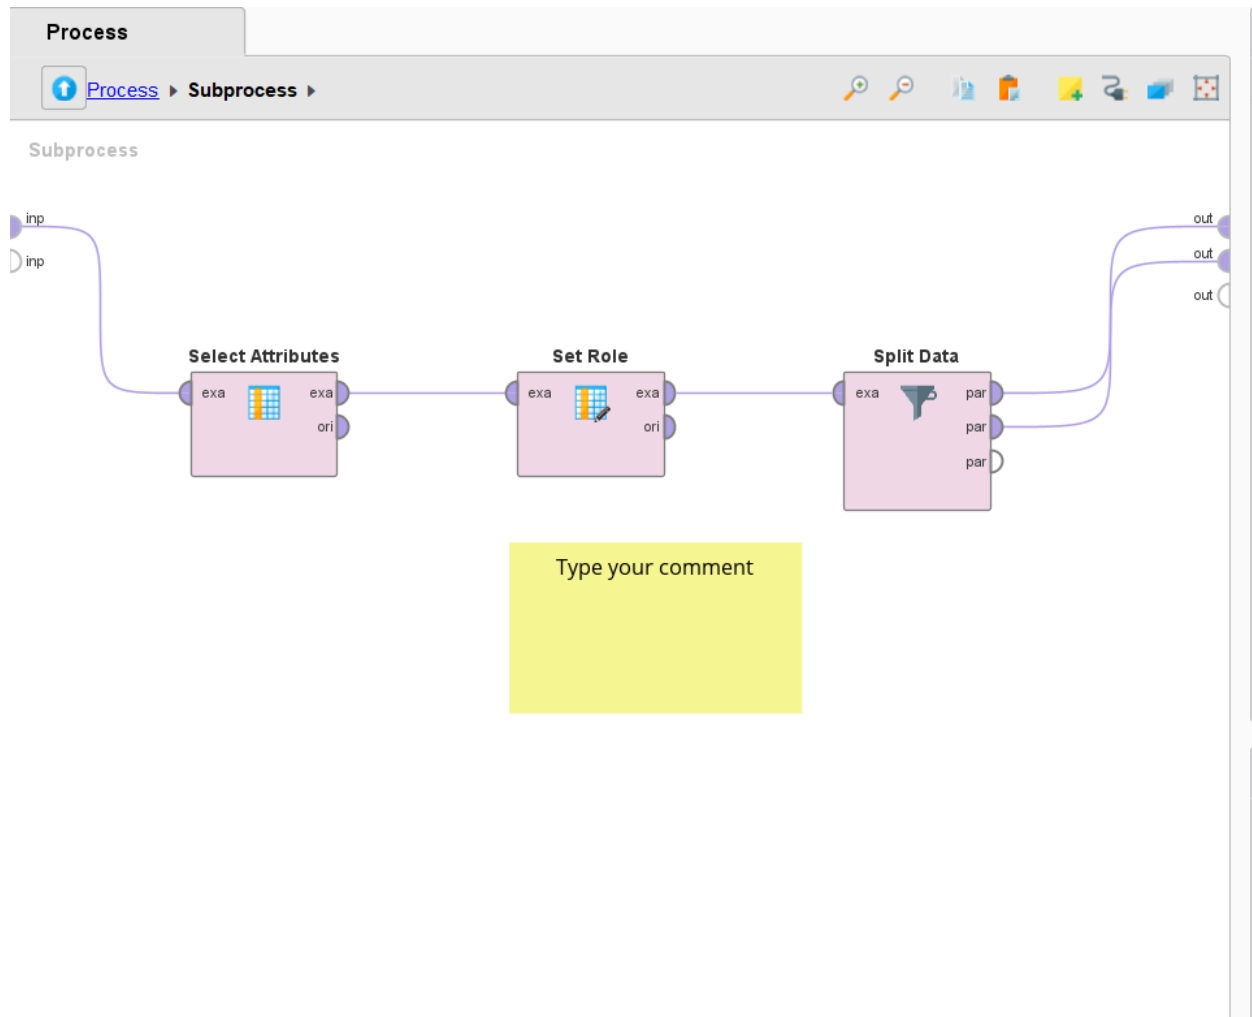 Process
Process Subprocess
Subprocess
inp
inp
out
out
out
Select Attributes
exa
exa
ori
Set Role
exa
exa
ori
Split Data
exa
par
par
par
Type your comment